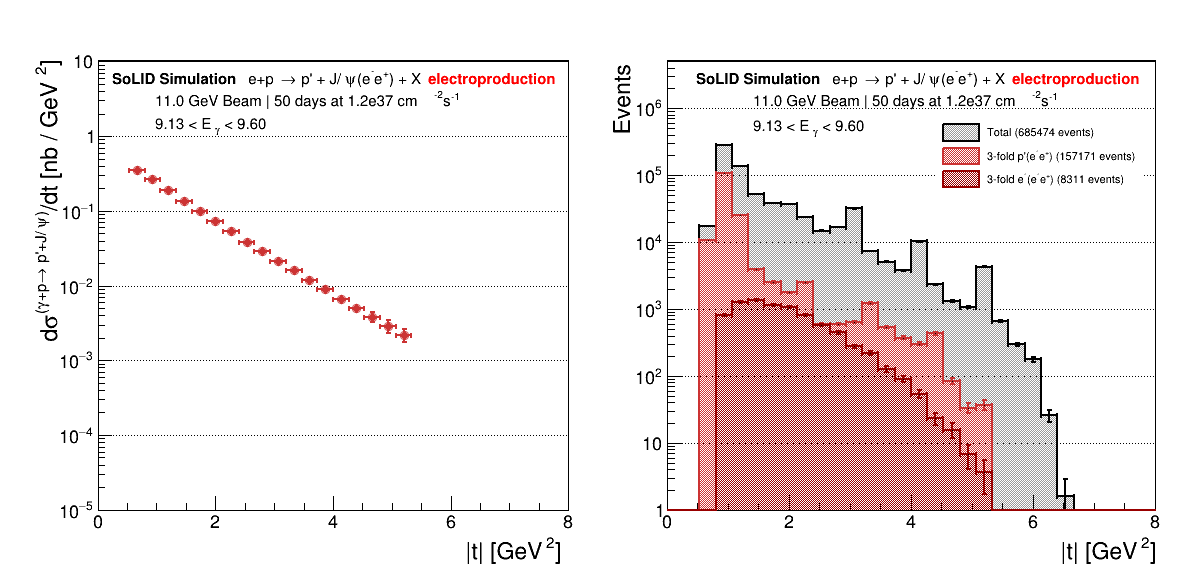 SoLID Simulation e+p → p' + J/ ψ(e⁻e⁺) + X electroproduction
11.0 GeV Beam | 50 days at 1.2e37 cm ⁻²s⁻¹
9.13 < E γ < 9.60
dσ(γ+p→ p'+J/ψ)/dt [nb / GeV²]
10
1
10⁻¹
10⁻²
10⁻³
10⁻⁴
10⁻⁵
0 2 4 6 8
|t| [GeV²]
SoLID Simulation e+p → p' + J/ ψ(e⁻e⁺) + X electroproduction
11.0 GeV Beam | 50 days at 1.2e37 cm ⁻²s⁻¹
9.13 < E γ < 9.60
Total (685474 events)
3-fold p'(e⁻e⁺) (157171 events)
3-fold e⁻(e⁻e⁺) (8311 events)
Events
10⁶
10⁵
10⁴
10³
10²
10
1
0 2 4 6 8
|t| [GeV²]